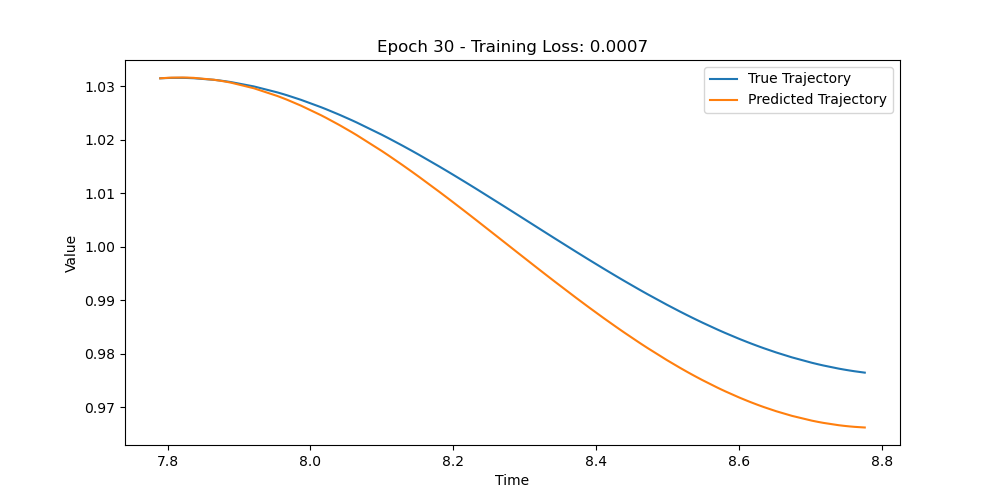 Epoch 30 - Training Loss: 0.0007
True Trajectory
Predicted Trajectory
1.03
1.02
1.01
1.00
0.99
0.98
0.97
Value
7.8 8.0 8.2 8.4 8.6 8.8
Time